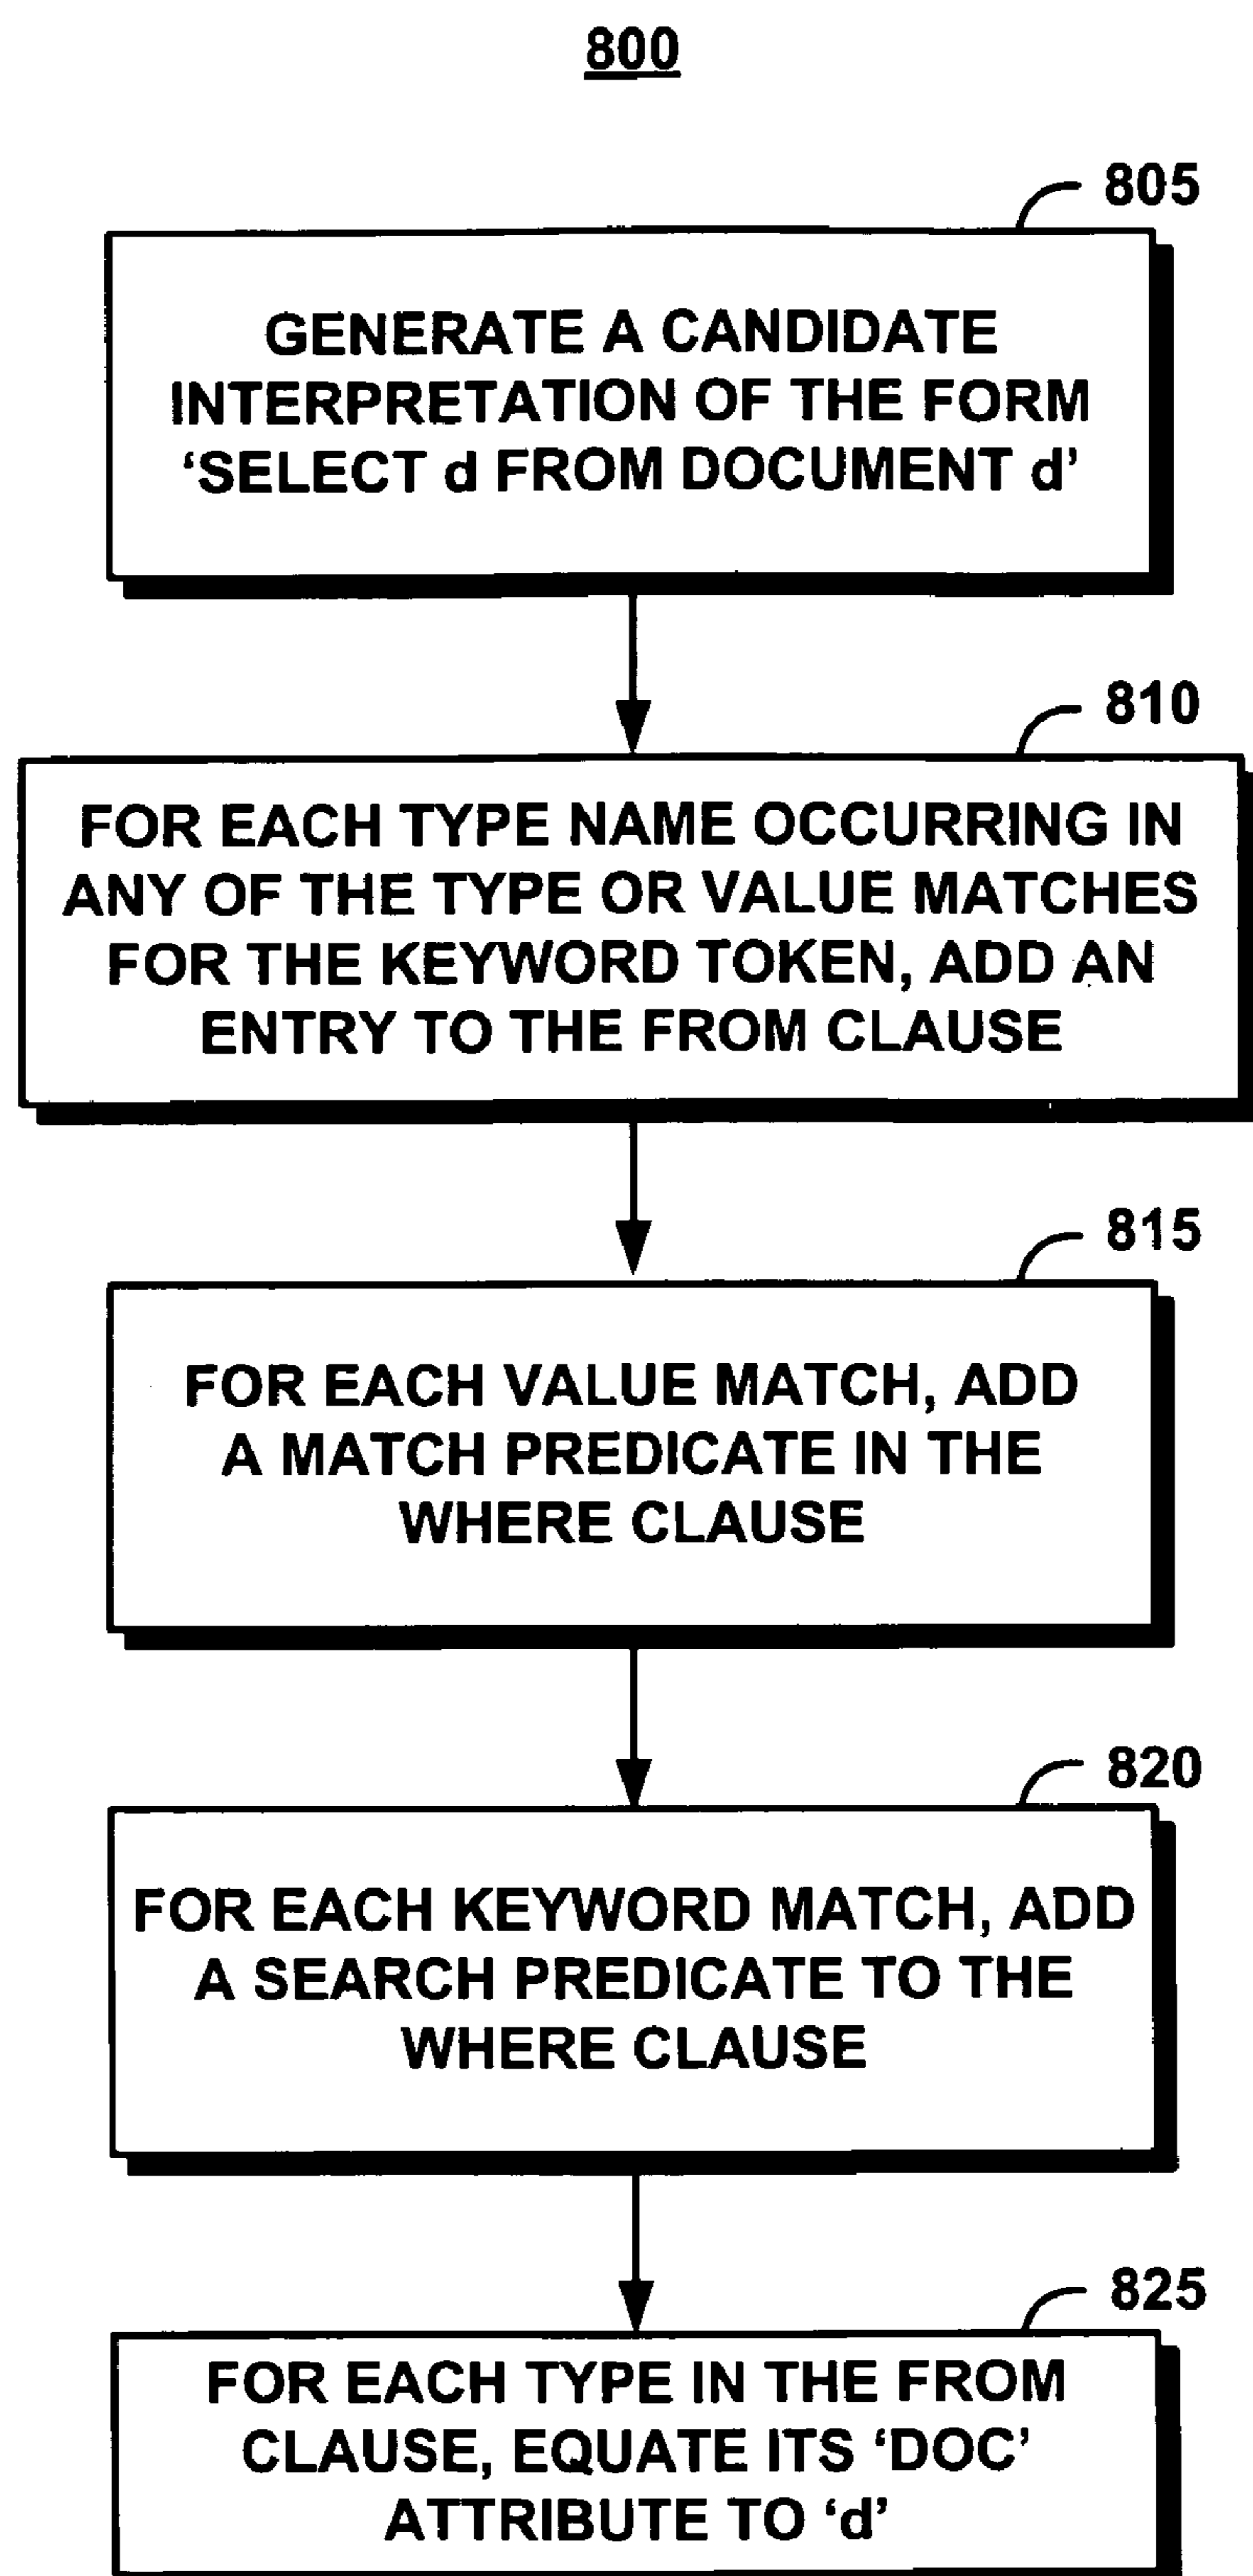 800
805
GENERATE A CANDIDATE
INTERPRETATION OF THE FORM
‘SELECT d FROM DOCUMENT d’
810
FOR EACH TYPE NAME OCCURRING IN
ANY OF THE TYPE OR VALUE MATCHES
FOR THE KEYWORD TOKEN, ADD AN
ENTRY TO THE FROM CLAUSE
815
FOR EACH VALUE MATCH, ADD
A MATCH PREDICATE IN THE
WHERE CLAUSE
820
FOR EACH KEYWORD MATCH, ADD
A SEARCH PREDICATE TO THE
WHERE CLAUSE
825
FOR EACH TYPE IN THE FROM
CLAUSE, EQUATE ITS ‘DOC’
ATTRIBUTE TO ‘d’